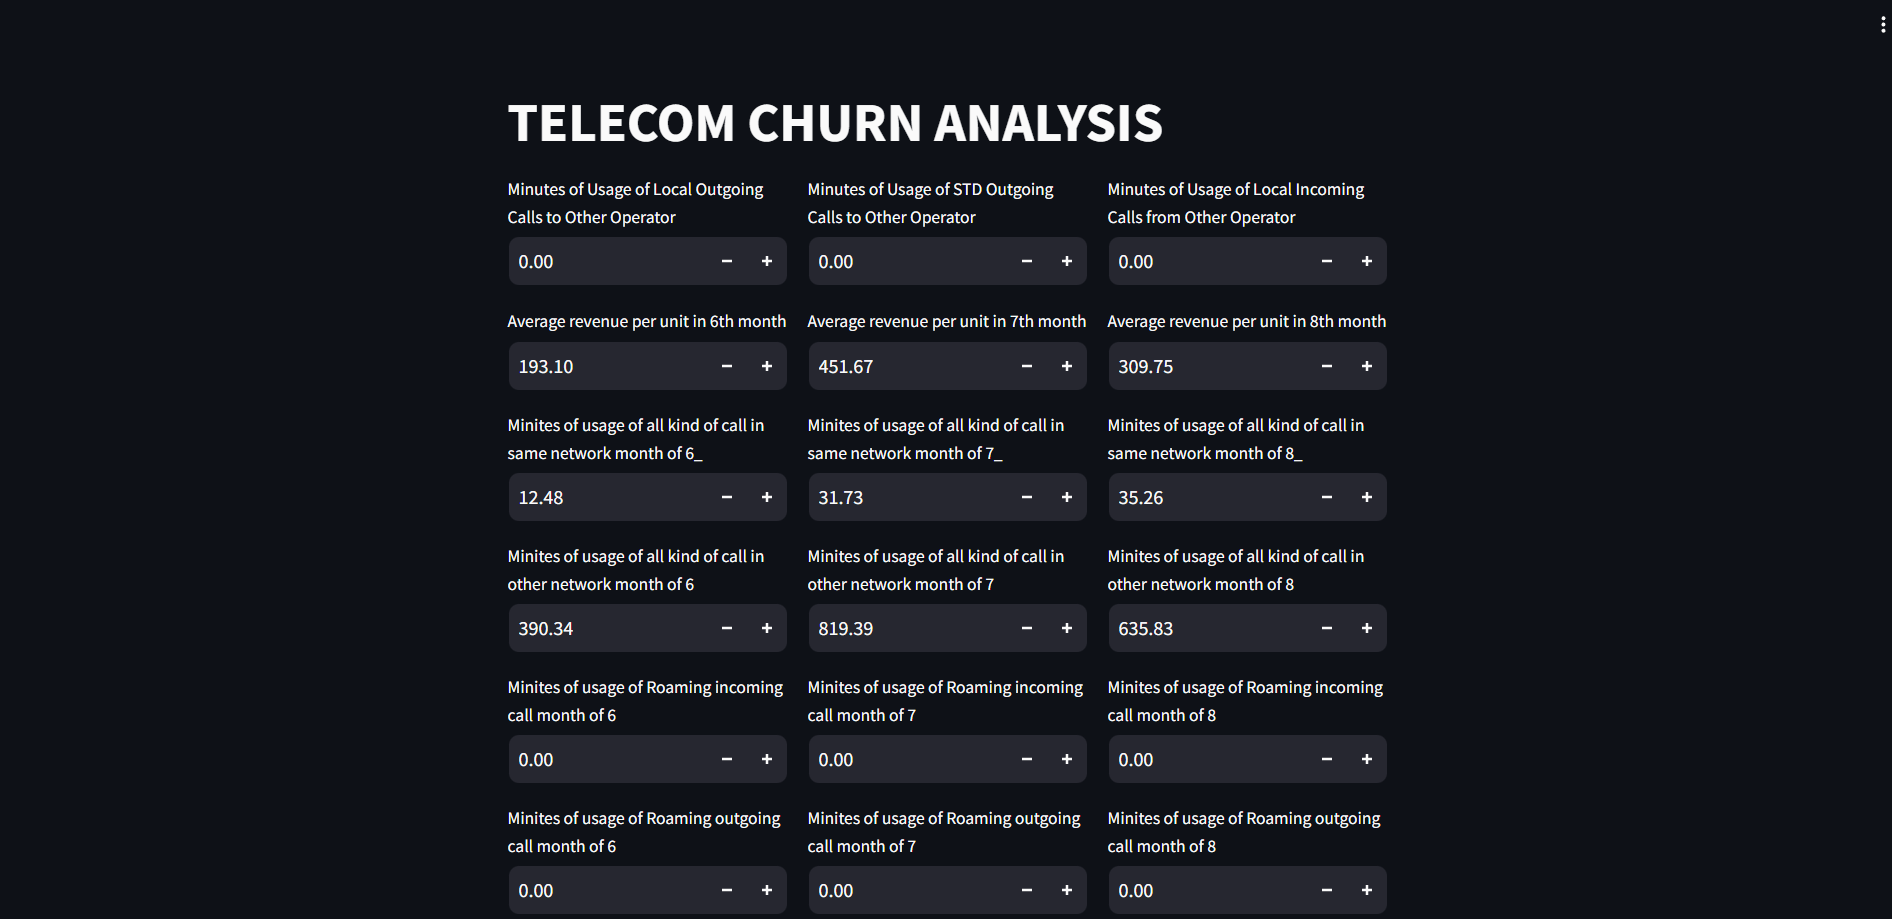 TELECOM CHURN ANALYSIS
Minutes of Usage of Local Outgoing
Calls to Other Operator
0.00
Minutes of Usage of STD Outgoing
Calls to Other Operator
0.00
Minutes of Usage of Local Incoming
Calls from Other Operator
0.00
Average revenue per unit in 6th month
193.10
Average revenue per unit in 7th month
451.67
Average revenue per unit in 8th month
309.75
Minites of usage of all kind of call in
same network month of 6_
12.48
Minites of usage of all kind of call in
same network month of 7_
31.73
Minites of usage of all kind of call in
same network month of 8_
35.26
Minites of usage of all kind of call in
other network month of 6
390.34
Minites of usage of all kind of call in
other network month of 7
819.39
Minites of usage of all kind of call in
other network month of 8
635.83
Minites of usage of Roaming incoming
call month of 6
0.00
Minites of usage of Roaming incoming
call month of 7
0.00
Minites of usage of Roaming incoming
call month of 8
0.00
Minites of usage of Roaming outgoing
call month of 6
0.00
Minites of usage of Roaming outgoing
call month of 7
0.00
Minites of usage of Roaming outgoing
call month of 8
0.00